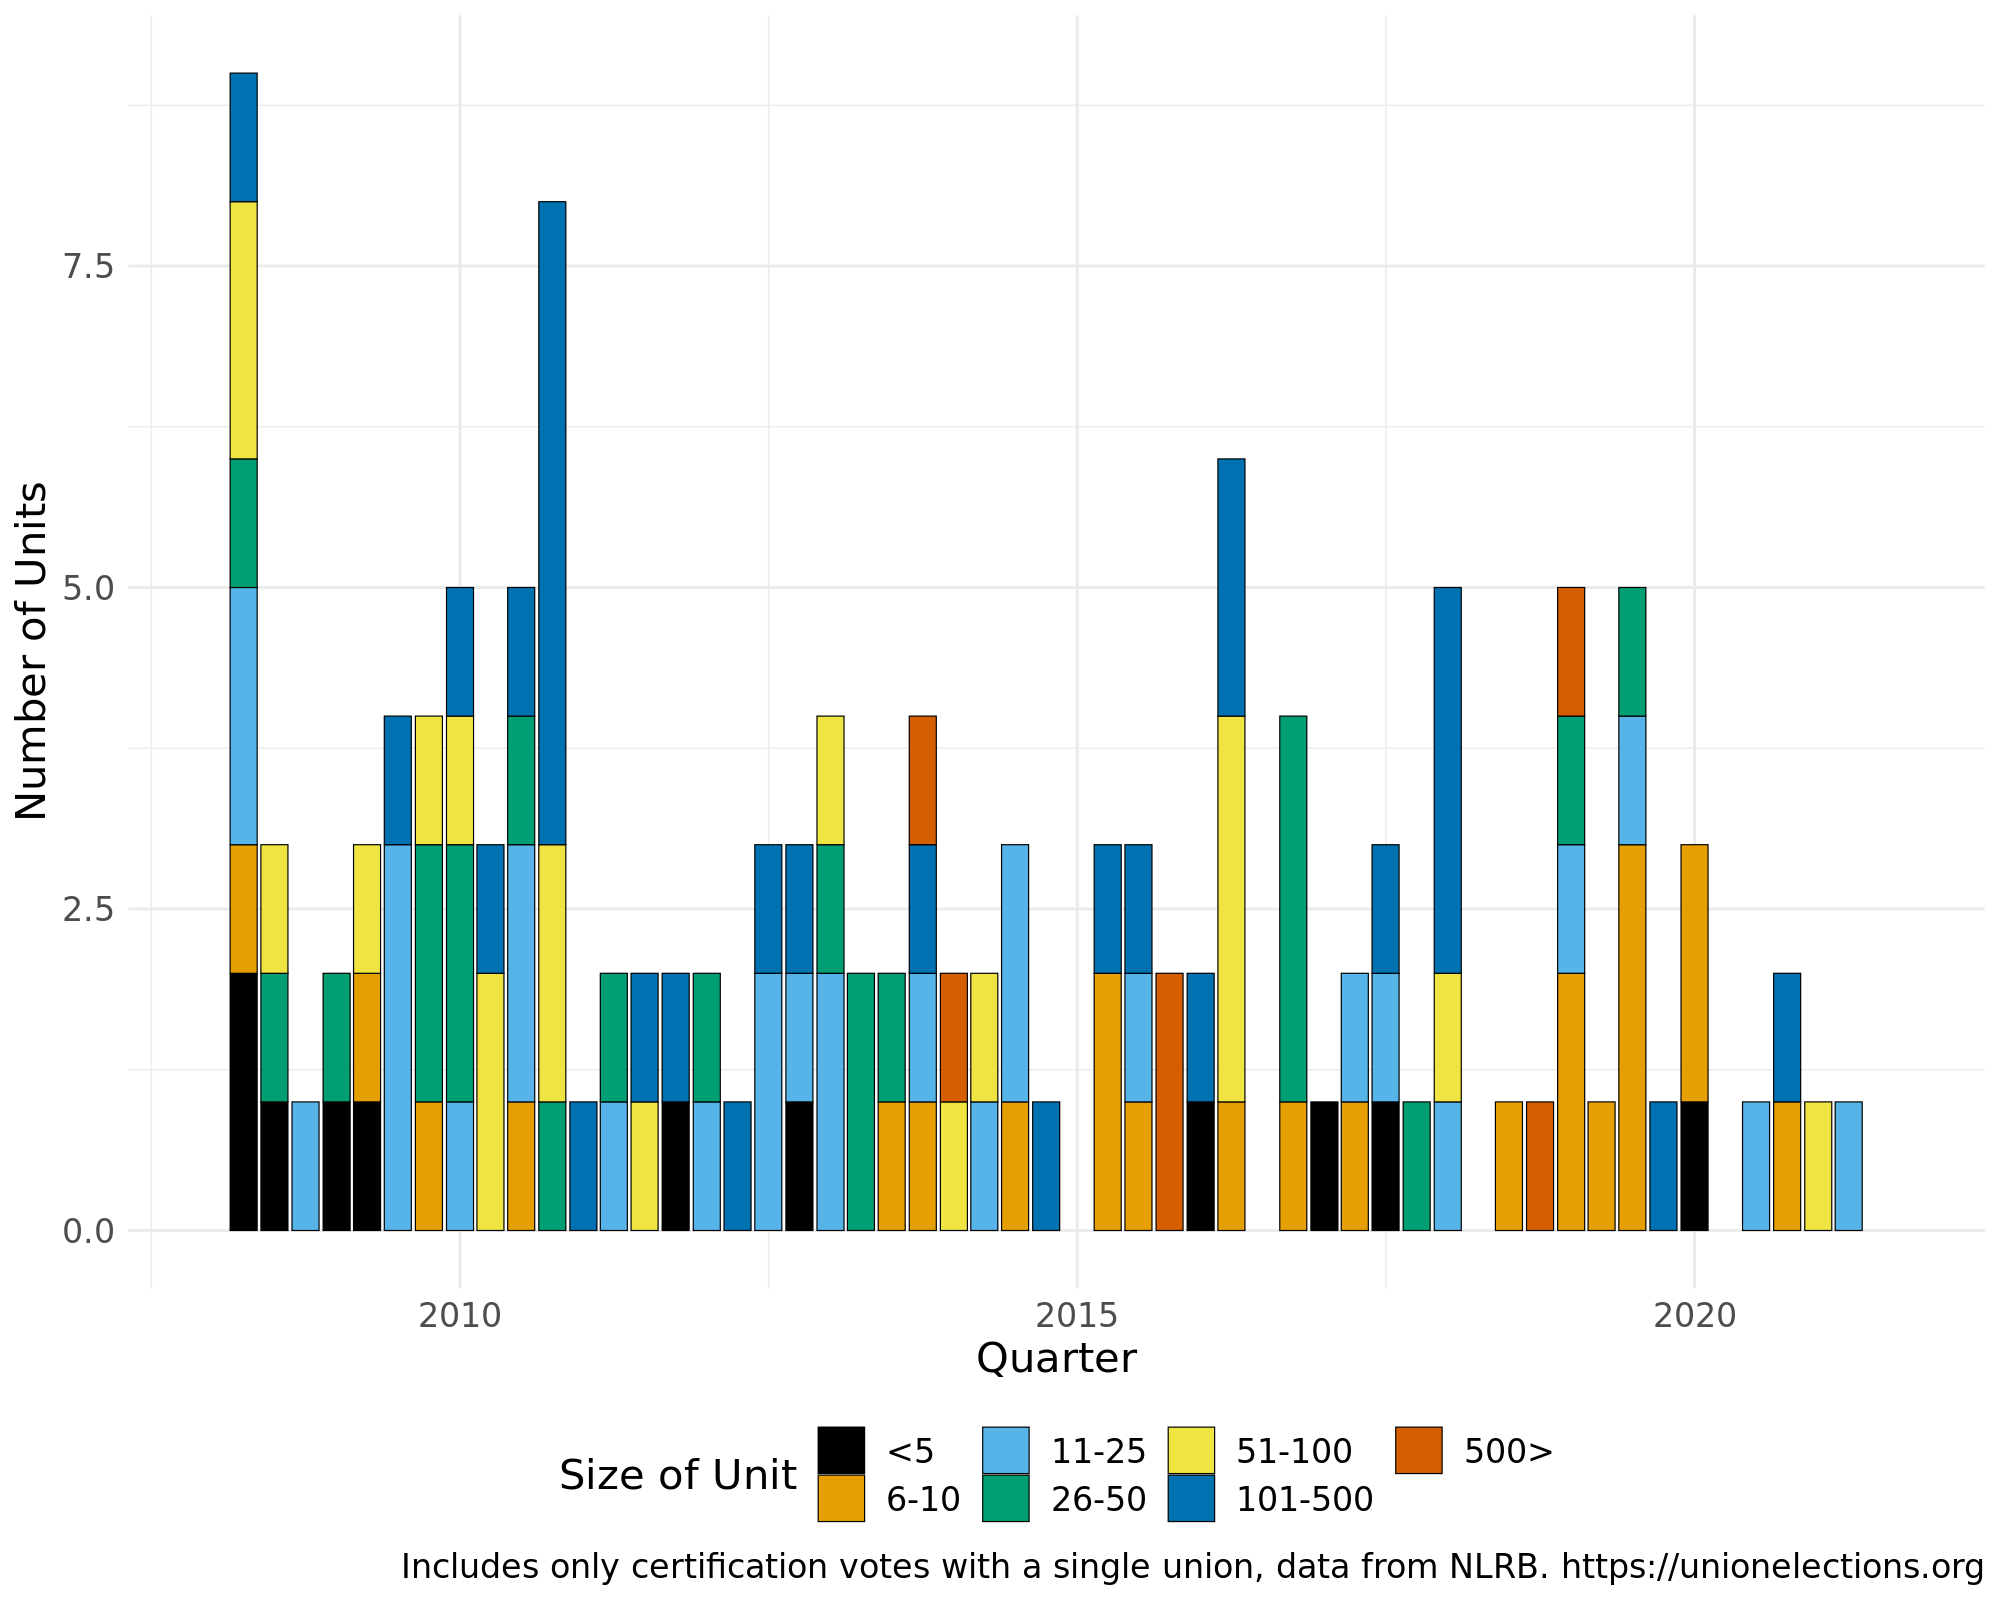 Number of Units
7.5
5.0
2.5
0.0
2010 2015 2020
Quarter
Size of Unit
<5 11-25 51-100 500>
6-10 26-50 101-500
Includes only certification votes with a single union, data from NLRB. https://unionelections.org